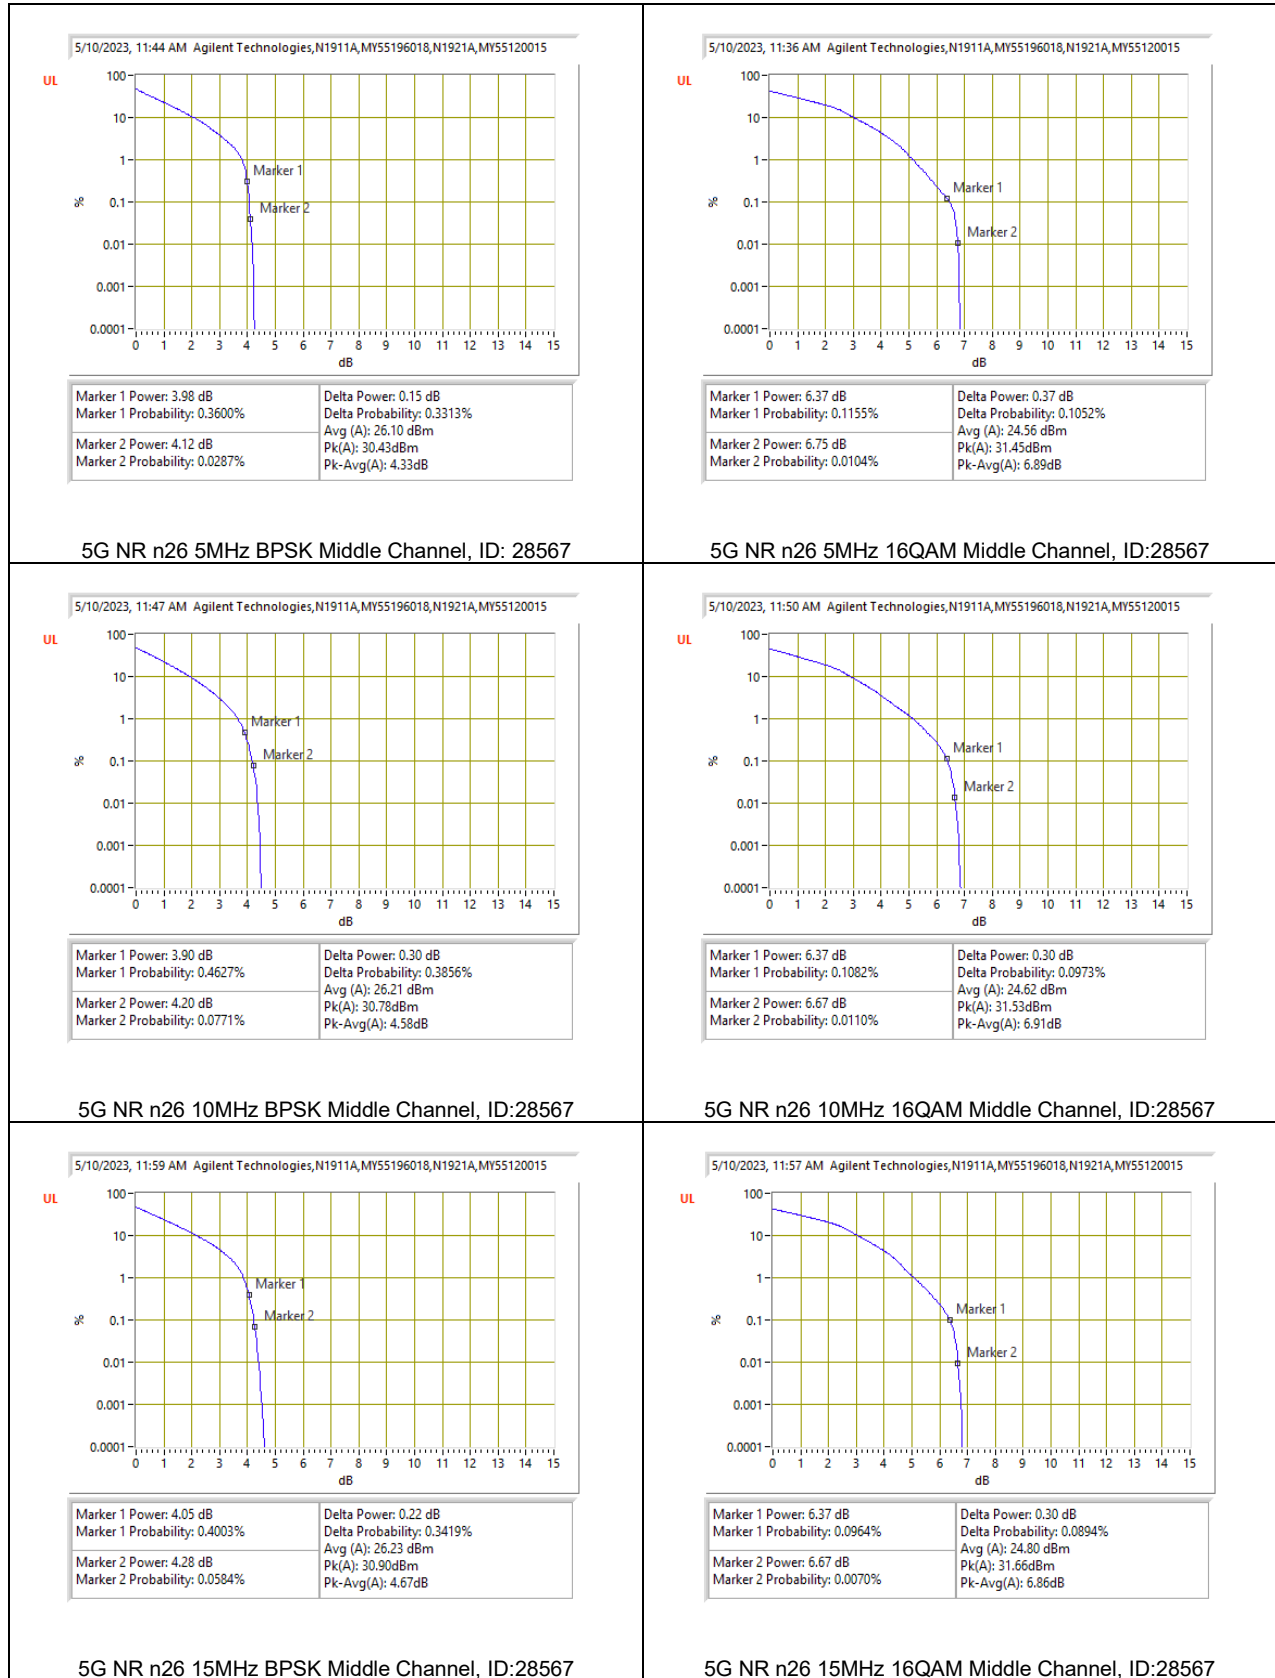 5/10/2023, 11:44 AM Agilent Technologies,N1911A,MY55196018,N1921A,MY55120015
UL
100
10
1
Marker 1
%
0.1
Marker 2
0.01
0.001
0.0001
0 1 2 3 4 5 6 7 8 9 10 11 12 13 14 15
dB
Marker 1 Power: 3.98 dB
Marker 1 Probability: 0.3600%
Marker 2 Power: 4.12 dB
Marker 2 Probability: 0.0287%
Delta Power: 0.15 dB
Delta Probability: 0.3313%
Avg (A): 26.10 dBm
Pk(A): 30.43dBm
Pk-Avg(A): 4.33dB
5G NR n26 5MHz BPSK Middle Channel, ID: 28567
5/10/2023, 11:36 AM Agilent Technologies,N1911A,MY55196018,N1921A,MY55120015
UL
100
10
1
Marker 1
%
0.1
Marker 2
0.01
0.001
0.0001
0 1 2 3 4 5 6 7 8 9 10 11 12 13 14 15
dB
Marker 1 Power: 6.37 dB
Marker 1 Probability: 0.1155%
Marker 2 Power: 6.75 dB
Marker 2 Probability: 0.0104%
Delta Power: 0.37 dB
Delta Probability: 0.1052%
Avg (A): 24.56 dBm
Pk(A): 31.45dBm
Pk-Avg(A): 6.89dB
5G NR n26 5MHz 16QAM Middle Channel, ID:28567
5/10/2023, 11:47 AM Agilent Technologies,N1911A,MY55196018,N1921A,MY55120015
UL
100
10
1
Marker 1
%
0.1
Marker 2
0.01
0.001
0.0001
0 1 2 3 4 5 6 7 8 9 10 11 12 13 14 15
dB
Marker 1 Power: 3.90 dB
Marker 1 Probability: 0.4627%
Marker 2 Power: 4.20 dB
Marker 2 Probability: 0.0771%
Delta Power: 0.30 dB
Delta Probability: 0.3856%
Avg (A): 26.21 dBm
Pk(A): 30.78dBm
Pk-Avg(A): 4.58dB
5G NR n26 10MHz BPSK Middle Channel, ID:28567
5/10/2023, 11:50 AM Agilent Technologies,N1911A,MY55196018,N1921A,MY55120015
UL
100
10
1
Marker 1
%
0.1
Marker 2
0.01
0.001
0.0001
0 1 2 3 4 5 6 7 8 9 10 11 12 13 14 15
dB
Marker 1 Power: 6.37 dB
Marker 1 Probability: 0.1082%
Marker 2 Power: 6.67 dB
Marker 2 Probability: 0.0110%
Delta Power: 0.30 dB
Delta Probability: 0.0973%
Avg (A): 24.62 dBm
Pk(A): 31.53dBm
Pk-Avg(A): 6.91dB
5G NR n26 10MHz 16QAM Middle Channel, ID:28567
5/10/2023, 11:59 AM Agilent Technologies,N1911A,MY55196018,N1921A,MY55120015
UL
100
10
1
Marker 1
%
0.1
Marker 2
0.01
0.001
0.0001
0 1 2 3 4 5 6 7 8 9 10 11 12 13 14 15
dB
Marker 1 Power: 4.05 dB
Marker 1 Probability: 0.4003%
Marker 2 Power: 4.28 dB
Marker 2 Probability: 0.0584%
Delta Power: 0.22 dB
Delta Probability: 0.3419%
Avg (A): 26.23 dBm
Pk(A): 30.90dBm
Pk-Avg(A): 4.67dB
5G NR n26 15MHz BPSK Middle Channel, ID:28567
5/10/2023, 11:57 AM Agilent Technologies,N1911A,MY55196018,N1921A,MY55120015
UL
100
10
1
Marker 1
%
0.1
Marker 2
0.01
0.001
0.0001
0 1 2 3 4 5 6 7 8 9 10 11 12 13 14 15
dB
Marker 1 Power: 6.37 dB
Marker 1 Probability: 0.0964%
Marker 2 Power: 6.67 dB
Marker 2 Probability: 0.0070%
Delta Power: 0.30 dB
Delta Probability: 0.0894%
Avg (A): 24.80 dBm
Pk(A): 31.66dBm
Pk-Avg(A): 6.86dB
5G NR n26 15MHz 16QAM Middle Channel, ID:28567